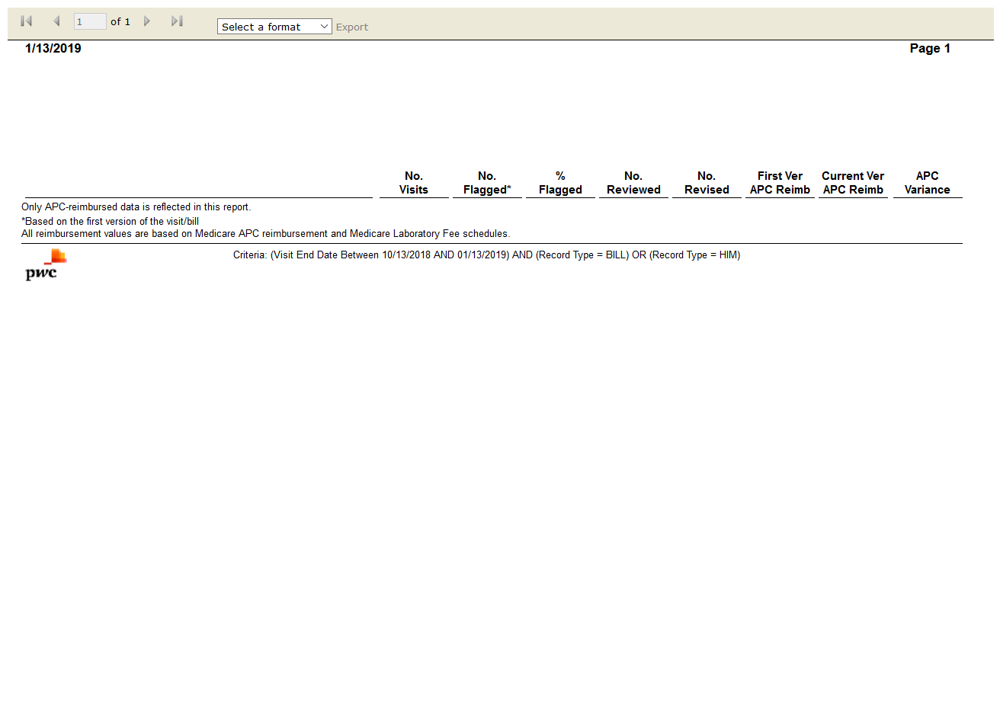 1 of 1 Select a format Export
1/13/2019 Page 1
No. No. % No. No. First Ver Current Ver APC
Visits Flagged* Flagged Reviewed Revised APC Reimb APC Reimb Variance
Only APC-reimbursed data is reflected in this report.
*Based on the first version of the visit/bill
All reimbursement values are based on Medicare APC reimbursement and Medicare Laboratory Fee schedules.
Criteria: (Visit End Date Between 10/13/2018 AND 01/13/2019) AND (Record Type = BILL) OR (Record Type = HIM)
pwc